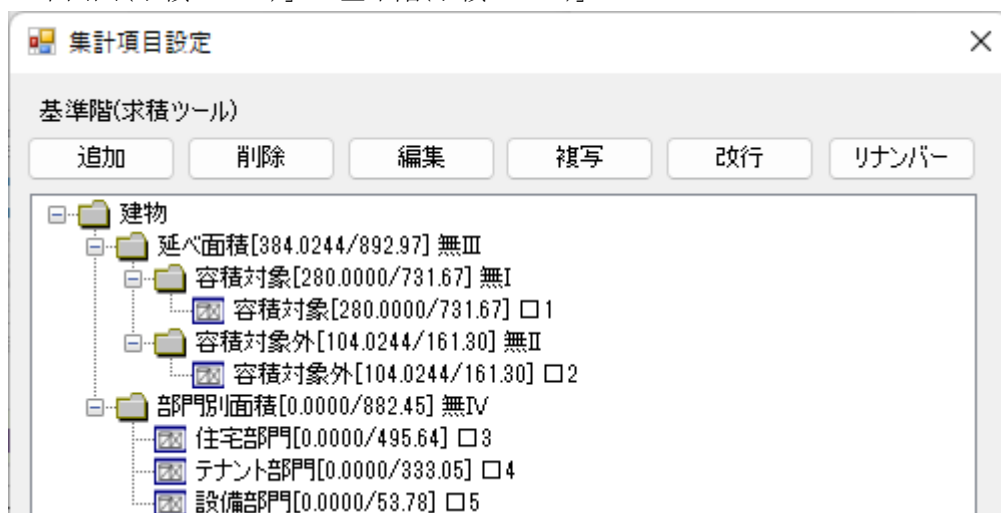 集計項目設定
基準階(求積ツール)
追加 削除 編集 複写 改行 リナンバー
建物
延べ面積[384.0244/892.97] 無Ⅲ
容積対象[280.0000/731.67] 無Ⅰ
容積対象[280.0000/731.67] 口1
容積対象外[104.0244/161.30] 無Ⅱ
容積対象外[104.0244/161.30] 口2
部門別面積[0.0000/882.45] 無Ⅳ
住宅部門[0.0000/495.64] 口3
テナント部門[0.0000/333.05] 口4
設備部門[0.0000/53.78] 口5